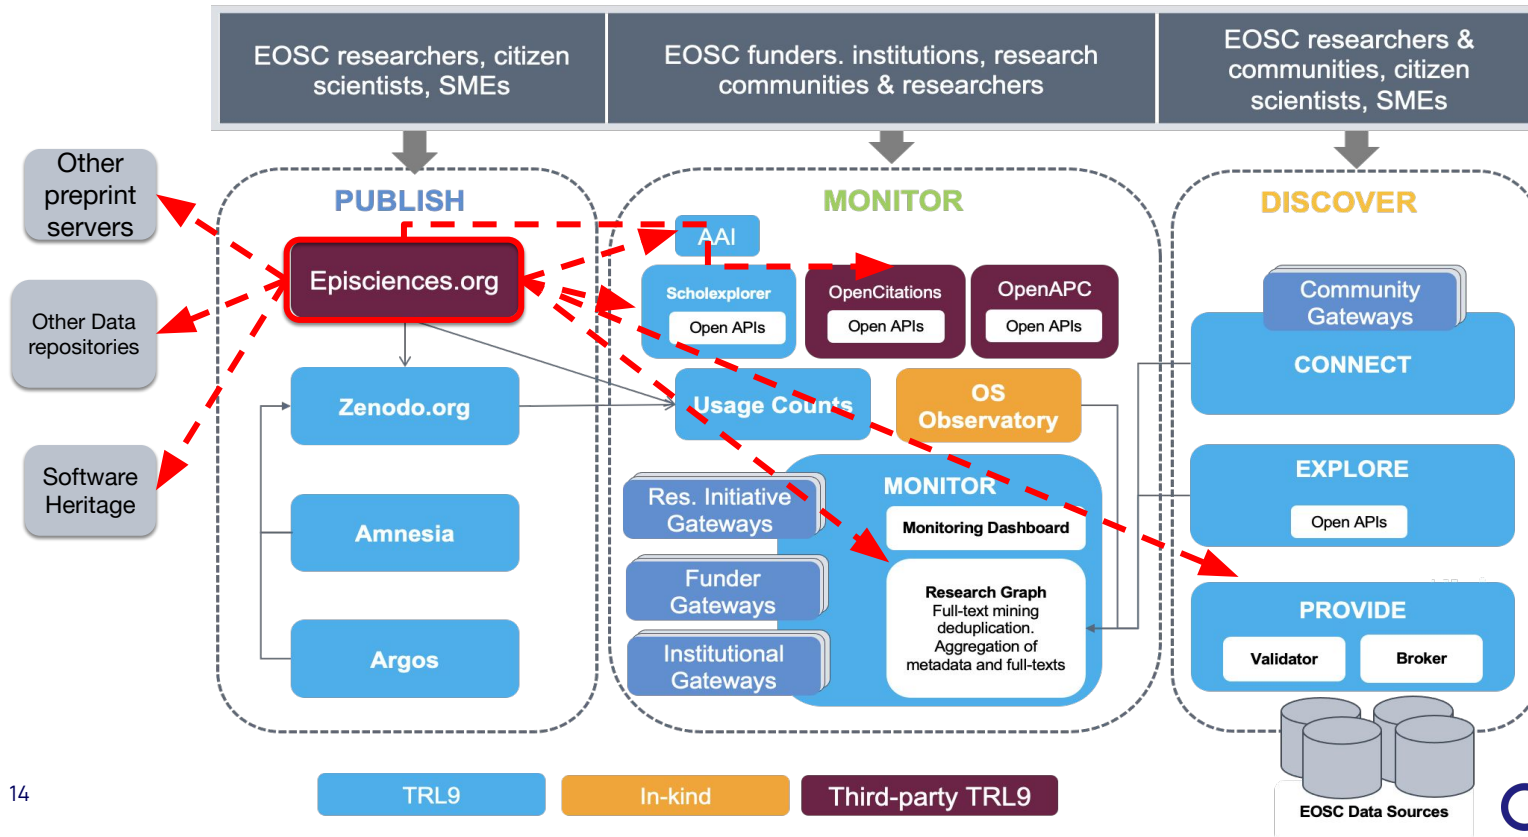 EOSC researchers, citizen
scientists, SMEs
EOSC funders. institutions, research
communities & researchers
EOSC researchers &
communities, citizen
scientists, SMEs
Other
preprint
servers
Other Data
repositories
Software
Heritage
PUBLISH
Episciences.org
Zenodo.org
Amnesia
Argos
MONITOR
AAI
Scholexplorer
Open APIs
OpenCitations
Open APIs
OpenAPC
Open APIs
Usage Counts
OS
Observatory
Res. Initiative
Gateways
Funder
Gateways
Institutional
Gateways
MONITOR
Monitoring Dashboard
Research Graph
Full-text mining
deduplication.
Aggregation of
metadata and full-texts
DISCOVER
Community
Gateways
CONNECT
EXPLORE
Open APIs
PROVIDE
Validator
Broker
EOSC Data Sources
14
TRL9
In-kind
Third-party TRL9